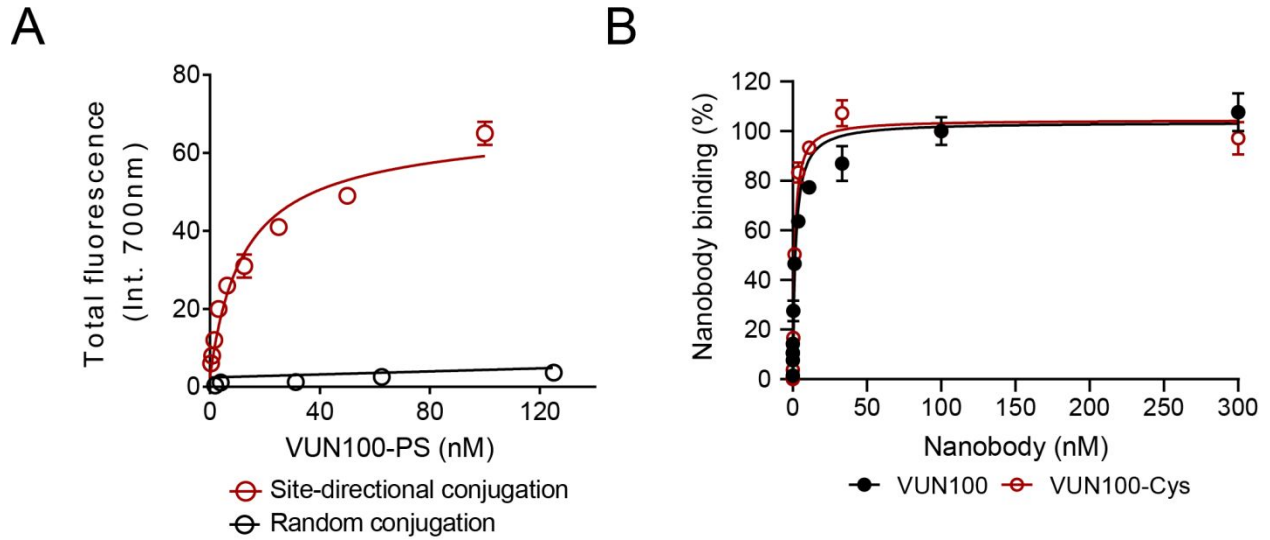 A
Total fluorescence
(Int. 700nm)
80
60
40
20
0
0 40 80 120
VUN100-PS (nM)
Site-directional conjugation
Random conjugation
B
Nanobody binding (%)
120
100
80
60
40
20
0
0 50 100 150 200 250 300
Nanobody (nM)
VUN100 VUN100-Cys